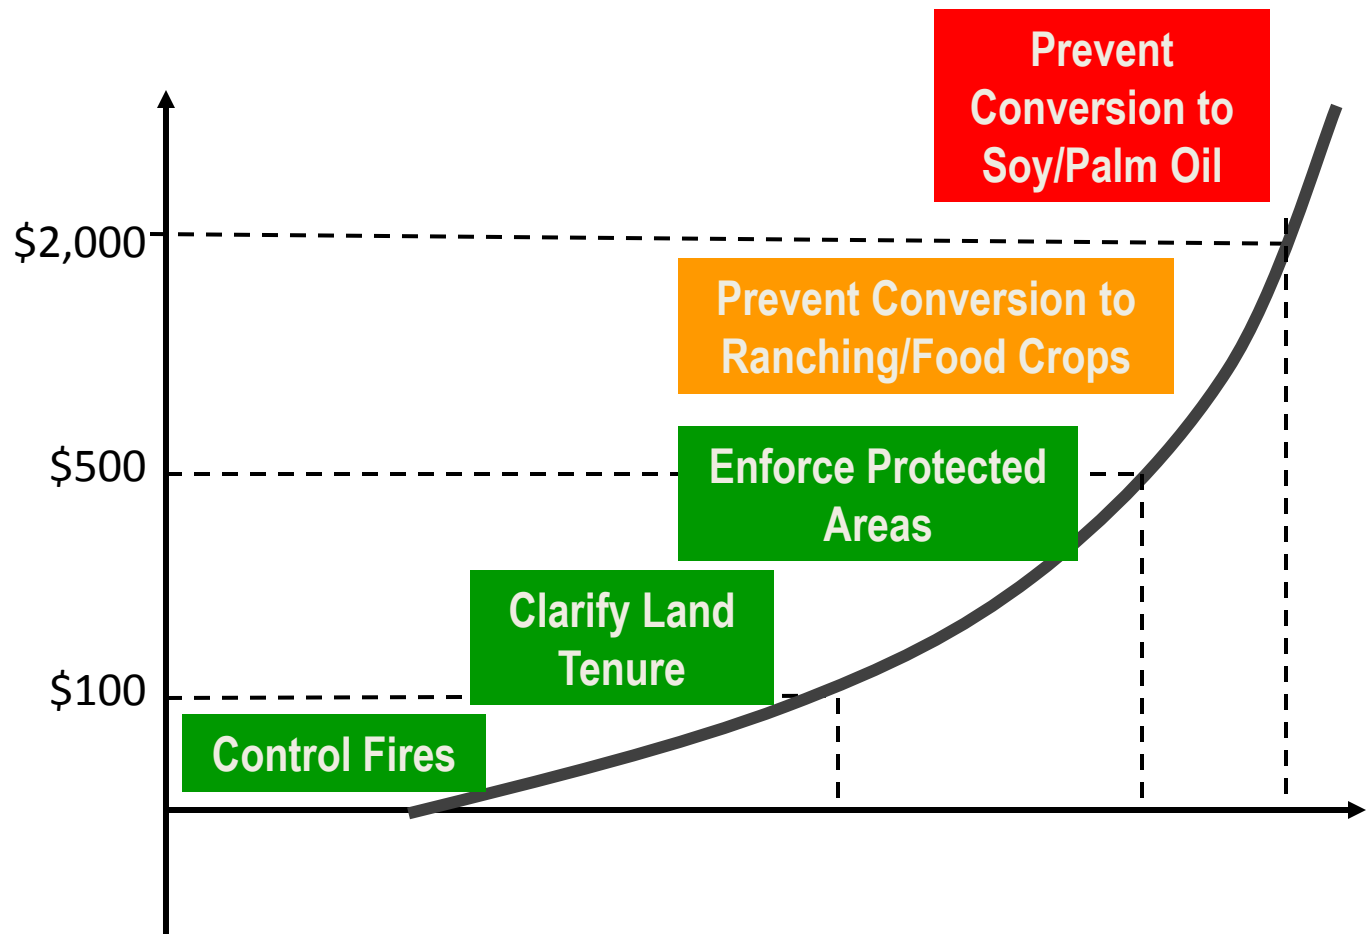 Prevent
Conversion to
Soy/Palm Oil
$2,000
Prevent Conversion to
Ranching/Food Crops
$500
Enforce Protected
Areas
Clarify Land
Tenure
$100
Control Fires